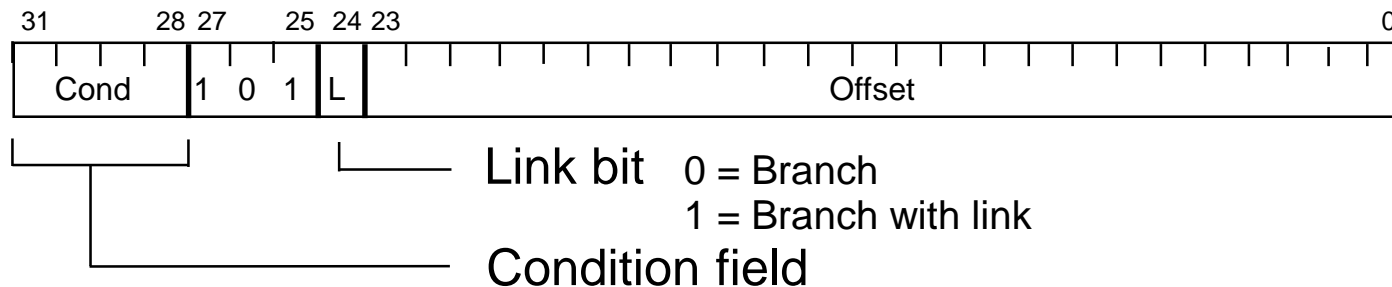 31 28 27 25 24 23 0
Cond 1 0 1 L Offset
Link bit 0 = Branch
1 = Branch with link
Condition field